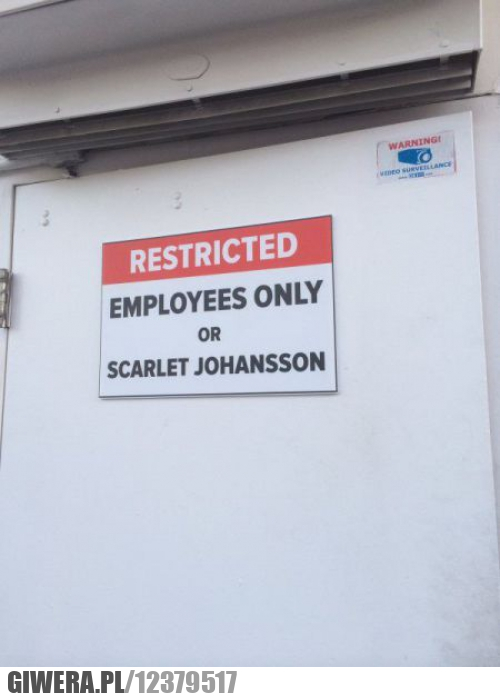 WARNING!
VIDEO SURVEILLANCE
RESTRICTED
EMPLOYEES ONLY
OR
SCARLET JOHANSSON
GIWERA.PL/12379517